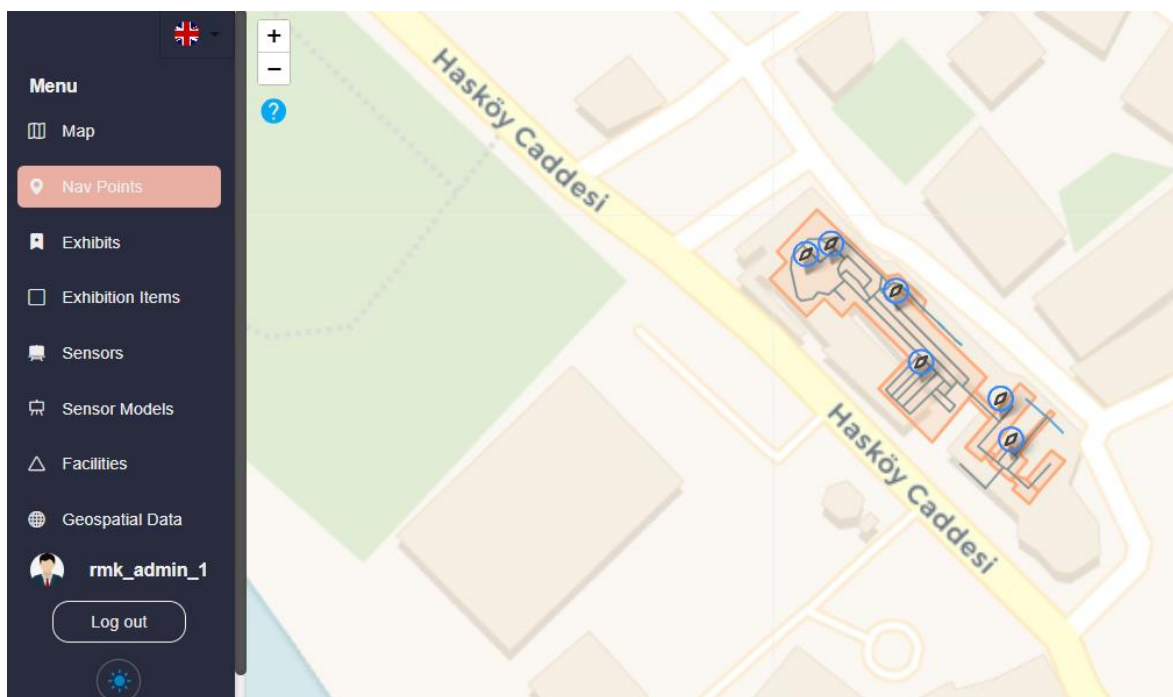 Menu
Map
Nav Points
Exhibits
Exhibition Items
Sensors
Sensor Models
Facilities
Geospatial Data
rmk_admin_1
Log out
+
−
?
Hasköy Caddesi
Hasköy Caddesi